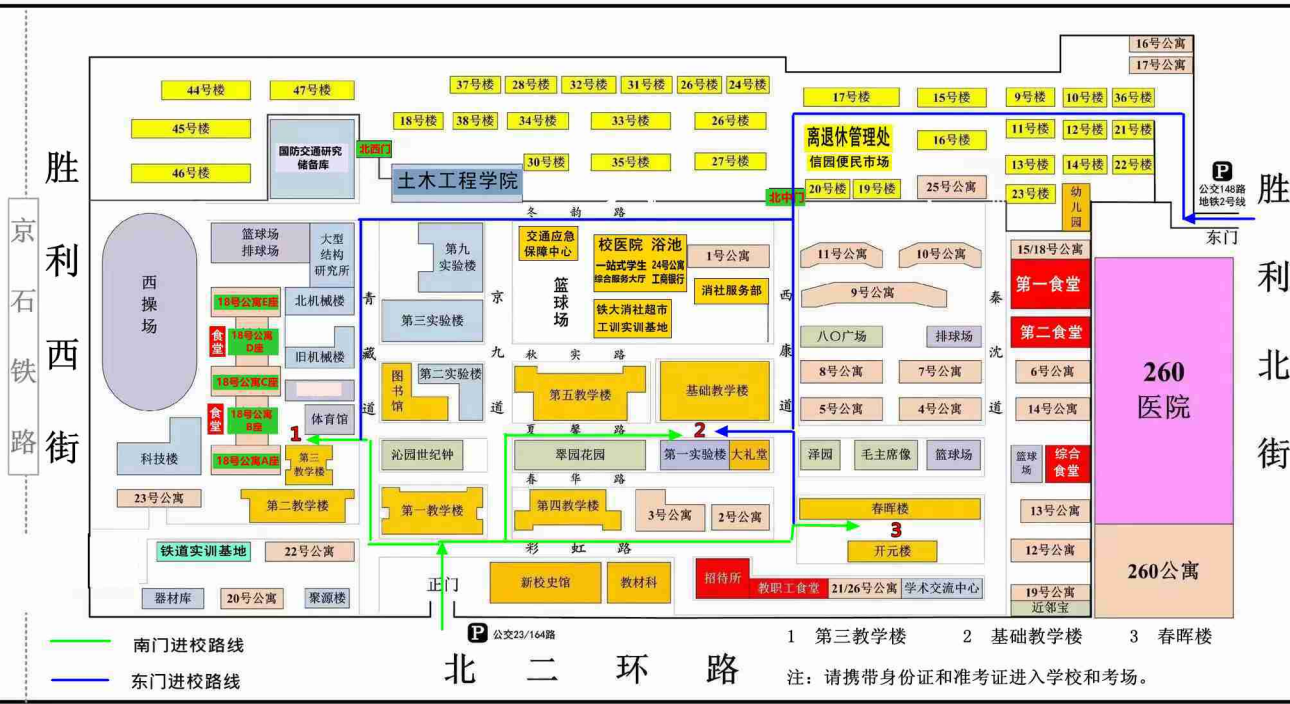 16号公寓
17号公寓
44号楼
47号楼
37号楼
28号楼
32号楼
31号楼
26号楼
24号楼
17号楼
15号楼
9号楼
10号楼
36号楼
45号楼
18号楼
38号楼
34号楼
33号楼
26号楼
离退休管理处
信园便民市场
16号楼
11号楼
12号楼
21号楼
国防交通研究
储备库
北西门
46号楼
30号楼
35号楼
27号楼
13号楼
14号楼
22号楼
土木工程学院
北中门
20号楼
19号楼
25号公寓
23号楼
幼儿园
P
公交148路
地铁2号线
东门
胜利西街
京石铁路
胜利北街
冬韵路
西操场
篮球场
排球场
大型
结构
研究所
第九
实验楼
交通应急
保障中心
校医院 浴池
一站式学生 24号公寓
综合服务大厅 工商银行
1号公寓
11号公寓
10号公寓
15/18号公寓
第一食堂
18号公寓E座
北机械楼
青藏道
京九道
篮球场
消社服务部
西康道
9号公寓
秦沈道
食堂
18号公寓
D座
第三实验楼
铁大消社超市
工训实训基地
八〇广场
排球场
第二食堂
旧机械楼
秋实路
18号公寓C座
图书馆
第二实验楼
第五教学楼
基础教学楼
8号公寓
7号公寓
6号公寓
260
医院
食堂
18号公寓
B座
体育馆
5号公寓
4号公寓
14号公寓
夏馨路
1
2
科技楼
18号公寓A座
第三
教学楼
沁园世纪钟
翠园花园
第一实验楼
大礼堂
泽园
毛主席像
篮球场
篮球场
综合
食堂
春华路
23号公寓
第二教学楼
第一教学楼
第四教学楼
3号公寓
2号公寓
春晖楼
13号公寓
3
铁道实训基地
22号公寓
彩虹路
开元楼
12号公寓
正门
新校史馆
教材科
招待所
教职工食堂
21/26号公寓
学术交流中心
260公寓
器材库
20号公寓
聚源楼
19号公寓
近邻宝
南门进校路线
P
公交23/164路
1 第三教学楼 2 基础教学楼 3 春晖楼
东门进校路线
北二环路
注：请携带身份证和准考证进入学校和考场。